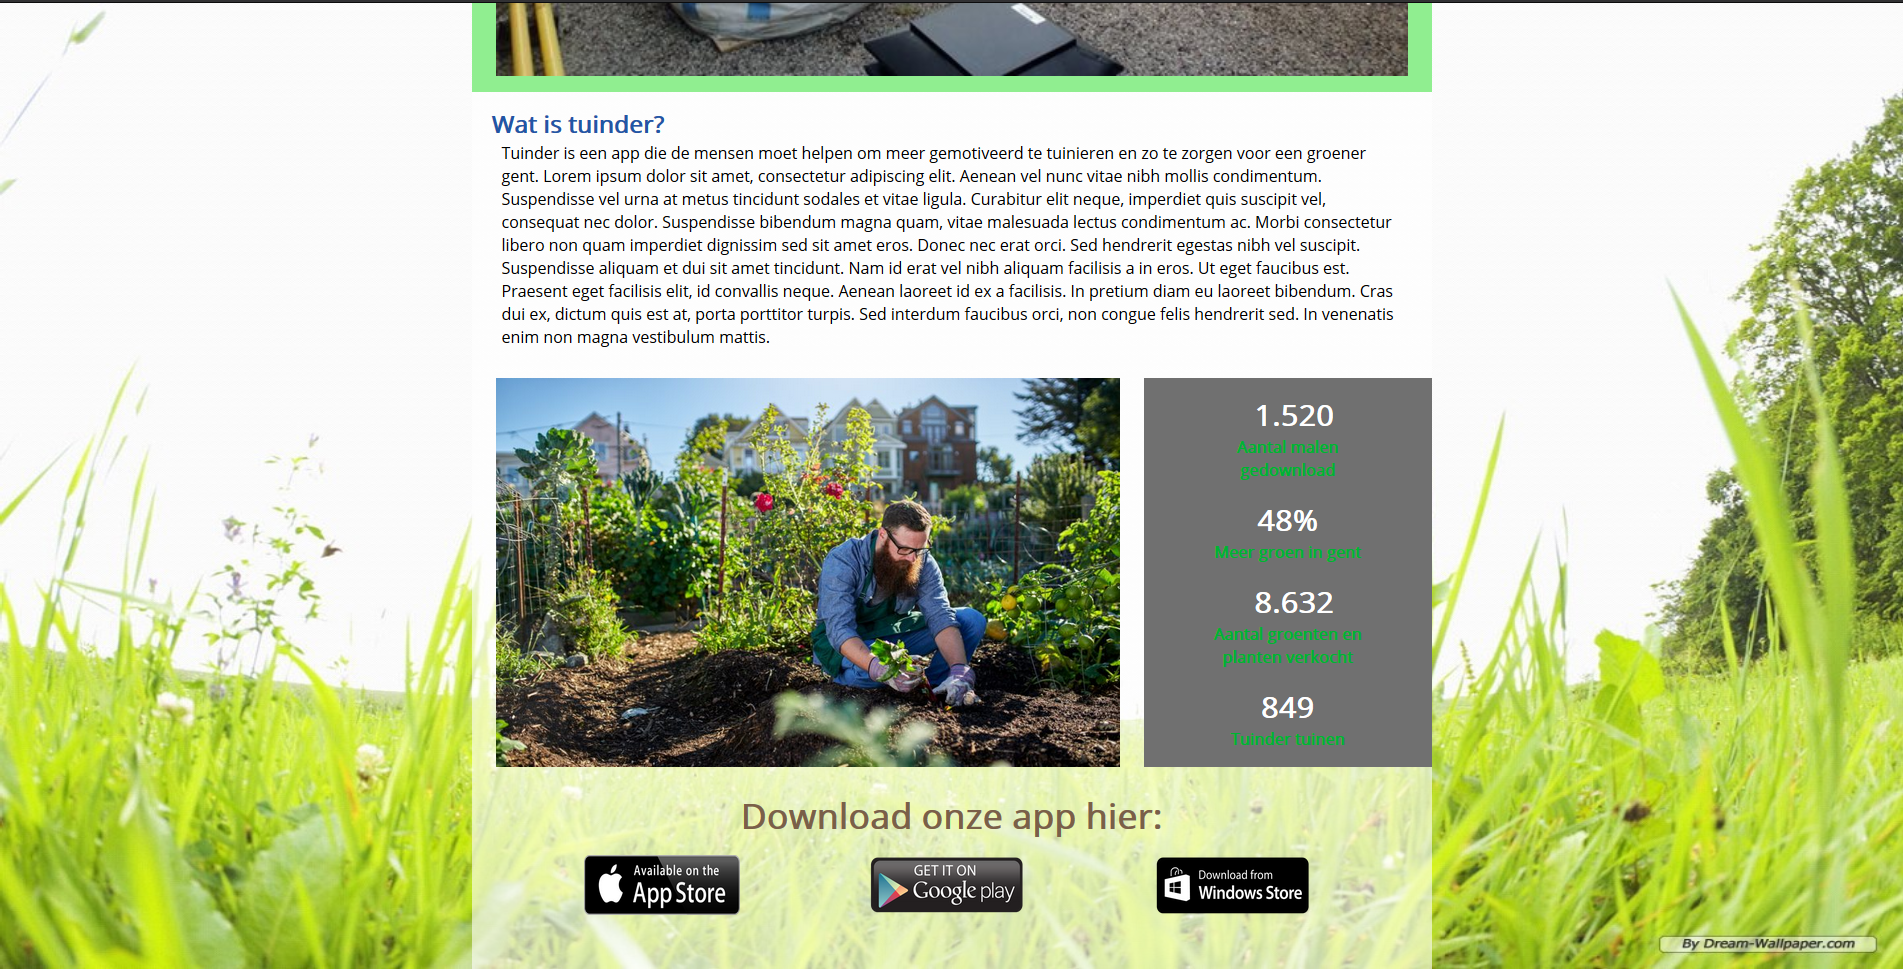 Wat is tuinder?
Tuinder is een app die de mensen moet helpen om meer gemotiveerd te tuinieren en zo te zorgen voor een groener
gent. Lorem ipsum dolor sit amet, consectetur adipiscing elit. Aenean vel nunc vitae nibh mollis condimentum.
Suspendisse vel urna at metus tincidunt sodales et vitae ligula. Curabitur elit neque, imperdiet quis suscipit vel,
consequat nec dolor. Suspendisse bibendum magna quam, vitae malesuada lectus condimentum ac. Morbi consectetur
libero non quam imperdiet dignissim sed sit amet eros. Donec nec erat orci. Sed hendrerit egestas nibh vel suscipit.
Suspendisse aliquam et dui sit amet tincidunt. Nam id erat vel nibh aliquam facilisis a in eros. Ut eget faucibus est.
Praesent eget facilisis elit, id convallis neque. Aenean laoreet id ex a facilisis. In pretium diam eu laoreet bibendum. Cras
dui ex, dictum quis est at, porta porttitor turpis. Sed interdum faucibus orci, non congue felis hendrerit sed. In venenatis
enim non magna vestibulum mattis.
1.520
Aantal malen
gedownload
48%
Meer groen in gent
8.632
Aantal groenten en
planten verkocht
849
Tuinder tuinen
Download onze app hier:
Available on the
App Store
GET IT ON
Google play
Download from
Windows Store
By Dream-Wallpaper.com